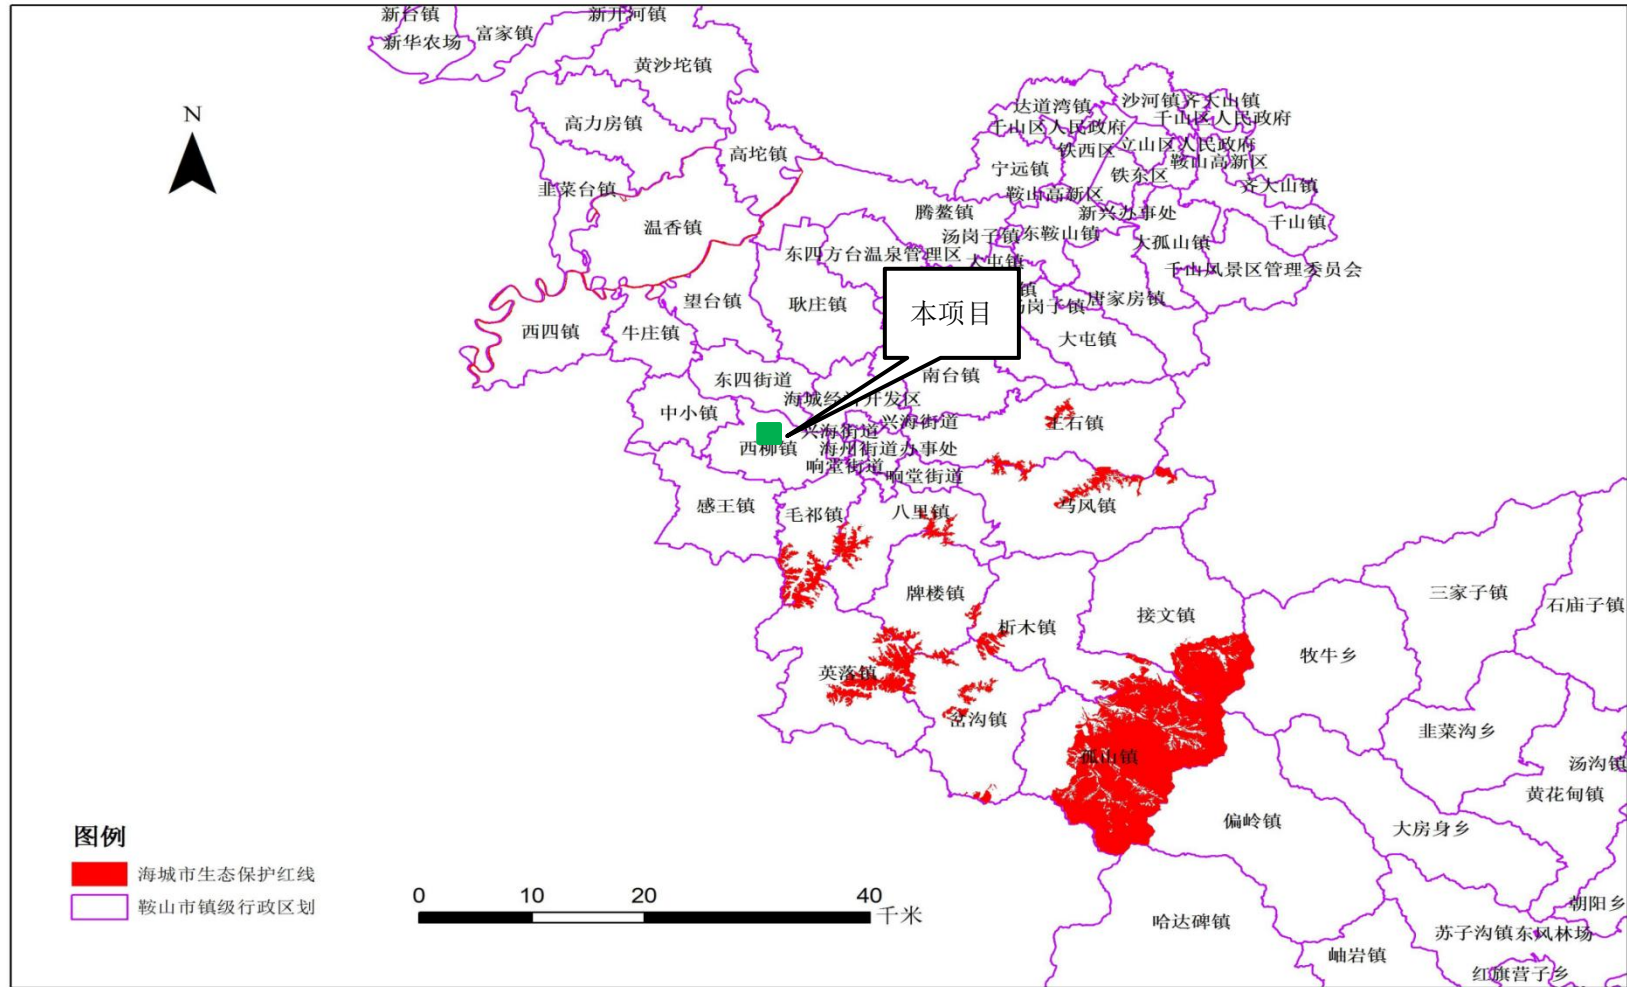 新台镇
新开河镇
富家镇
新华农场
黄沙坨镇
N
达道湾镇
沙河镇
齐大山镇
千山区人民政府
高力房镇
千山区人民政府
立山区人民政府
铁西区
高坨镇
鞍山高新区
宁远镇
铁东区
韭菜台镇
鞍山高新区
齐大山镇
腾鳌镇
新兴办事处
千山镇
温香镇
汤岗子镇
东鞍山镇
大孤山镇
东四方台温泉管理区
大屯镇
千山风景区管理委员会
本项目
镇
望台镇
耿庄镇
汤岗子镇
唐家房镇
西四镇
牛庄镇
大屯镇
东四街道
南台镇
海城经济开发区
中小镇
兴海街道
王石镇
兴海街道
西柳镇
海州街道办事处
响堂街道
响堂街道
感王镇
毛祁镇
八里镇
马风镇
牌楼镇
三家子镇
石庙子镇
接文镇
析木镇
牧牛乡
英落镇
岔沟镇
韭菜沟乡
孤山镇
汤沟镇
黄花甸镇
偏岭镇
大房身乡
图例
海城市生态保护红线
鞍山市镇级行政区划
0 10 20 40
千米
朝阳乡
哈达碑镇
苏子沟镇
东风林场
岫岩镇
红旗营子乡